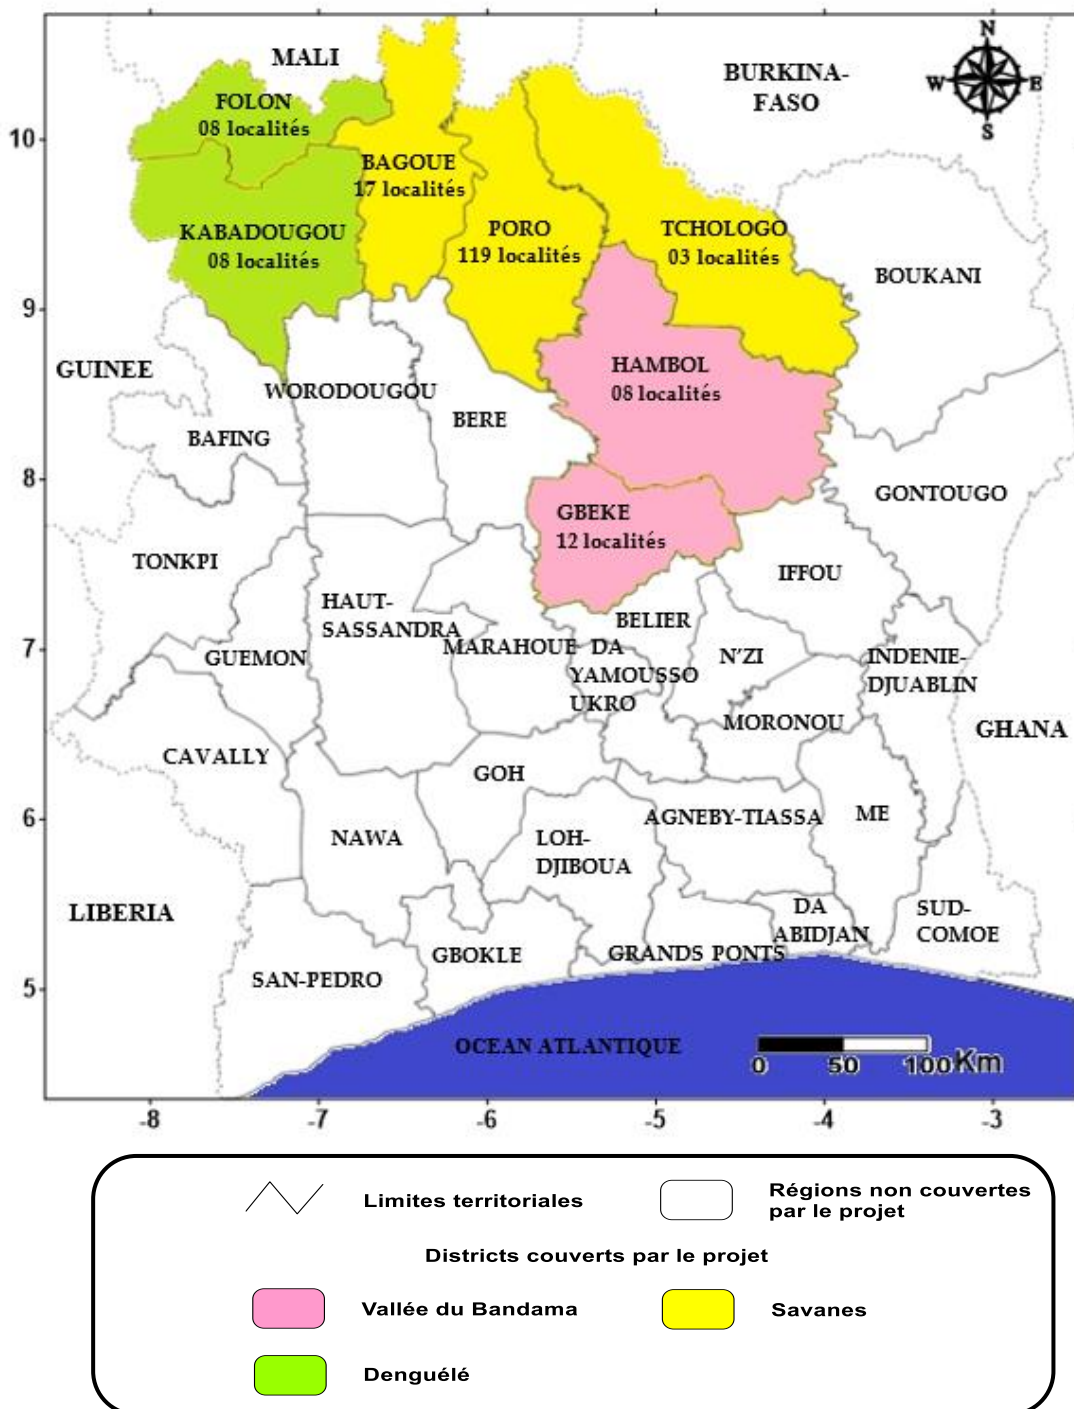 N
MALI
BURKINA-
FASO
W
E
S
FOLON
08 localités
10
BAGOUE
17 localités
KABADOUGOU
08 localités
PORO
119 localités
TCHOLOGO
03 localités
BOUKANI
9
GUINEE
HAMBOL
08 localités
WORODOUGOU
BERE
BAFING
8
GONTOUGO
GBEKE
12 localités
TONKPI
IFFOU
HAUT-
SASSANDRA
BELIER
7
GUEMON
MARAHOUE
DA
YAMOUSSO
UKRO
N'ZI
INDENIE-
DJUABLIN
MORONOU
GHANA
CAVALLY
GOH
6
NAWA
LOH-
DJIBOUA
AGNEBY-TIASSA
ME
LIBERIA
DA
ABIDJAN
SUD-
COMOE
GBOKLE
GRANDS PONTS
SAN-PEDRO
5
OCEAN ATLANTIQUE
0 50 100 Km
-8 -7 -6 -5 -4 -3
Limites territoriales
Régions non couvertes
par le projet
Districts couverts par le projet
Vallée du Bandama
Savanes
Denguélé